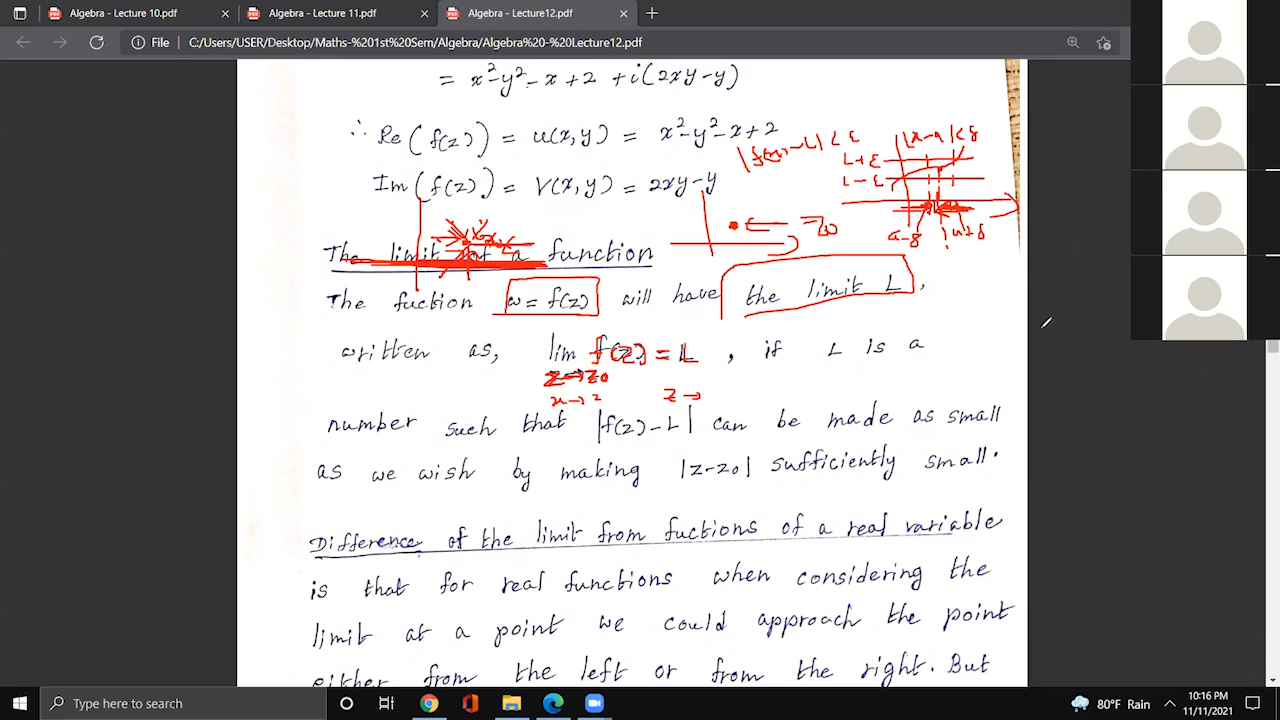 Algebra - Lecture 10.pdf
Algebra - Lecture 11.pdf
Algebra - Lecture12.pdf
File
C:/Users/USER/Desktop/Maths-%201st%20Sem/Algebra/Algebra%20-%20Lecture12.pdf
= x²-y²-x+2 +i(2xy-y)
∴ Re(f(z)) = u(x,y) = x²-y²-x+2
|f(x)-L|<ε
|x-a|<δ
L+ε
L-ε
Im(f(z)) = V(x,y) = 2xy-y
a-δ
a+δ
The limit of a function
The fuction w=f(z) will have the limit L,
written as, lim f(z) = L, if L is a
z→z0
x→2
z→
number such that |f(z)-L| can be made as small
as we wish by making |z-z0| sufficiently small.
Difference of the limit from fuctions of a real variable
is that for real functions when considering the
limit at a point we could approach the point
either from the left or from the right. But
Type here to search
80°F Rain
10:16 PM
11/11/2021